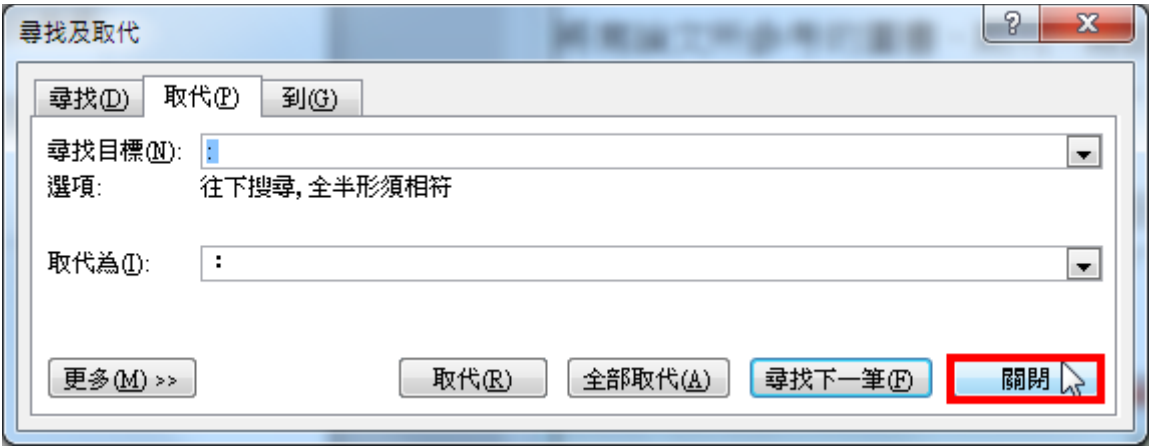 尋找及取代
尋找(D) 取代(P) 到(G)
尋找目標(N): :
選項: 往下搜尋, 全半形須相符
取代為(I): ：
更多(M) >> 取代(R) 全部取代(A) 尋找下一筆(F) 關閉